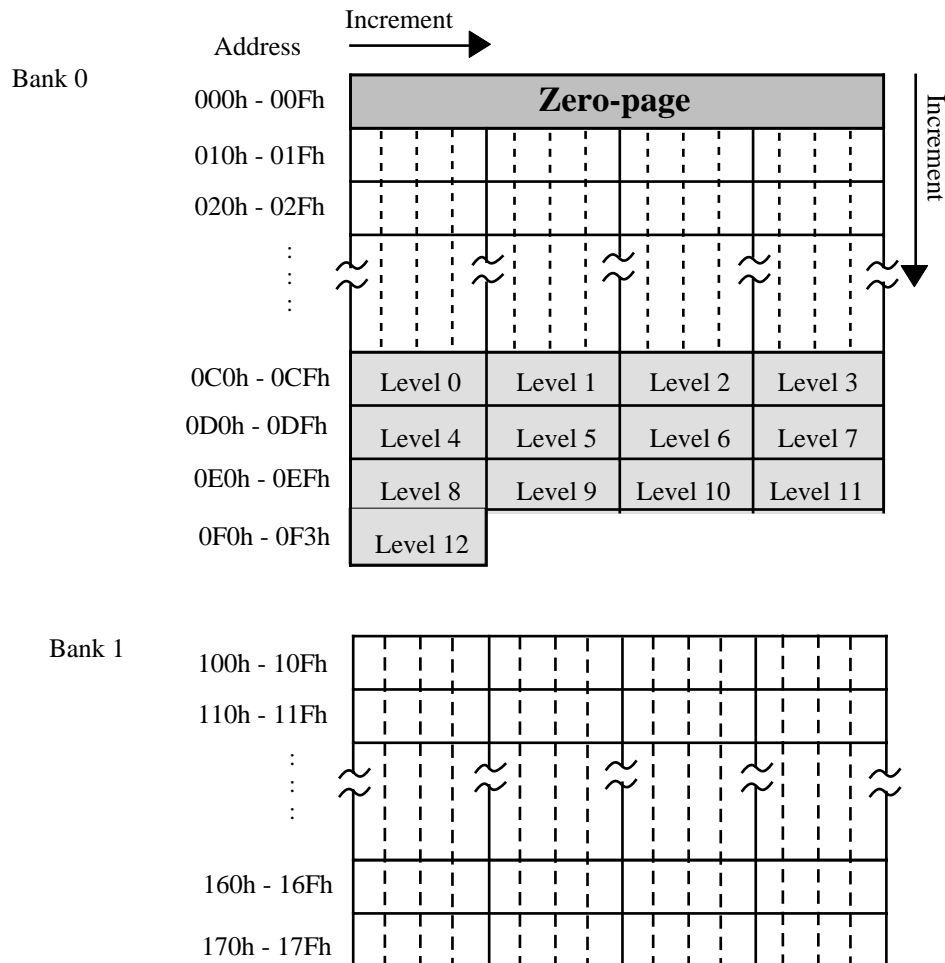 Increment
Address
Bank 0
000h - 00Fh
Zero-page
Increment
010h - 01Fh
020h - 02Fh
0C0h - 0CFh
Level 0
Level 1
Level 2
Level 3
0D0h - 0DFh
Level 4
Level 5
Level 6
Level 7
0E0h - 0EFh
Level 8
Level 9
Level 10
Level 11
0F0h - 0F3h
Level 12
Bank 1
100h - 10Fh
110h - 11Fh
160h - 16Fh
170h - 17Fh